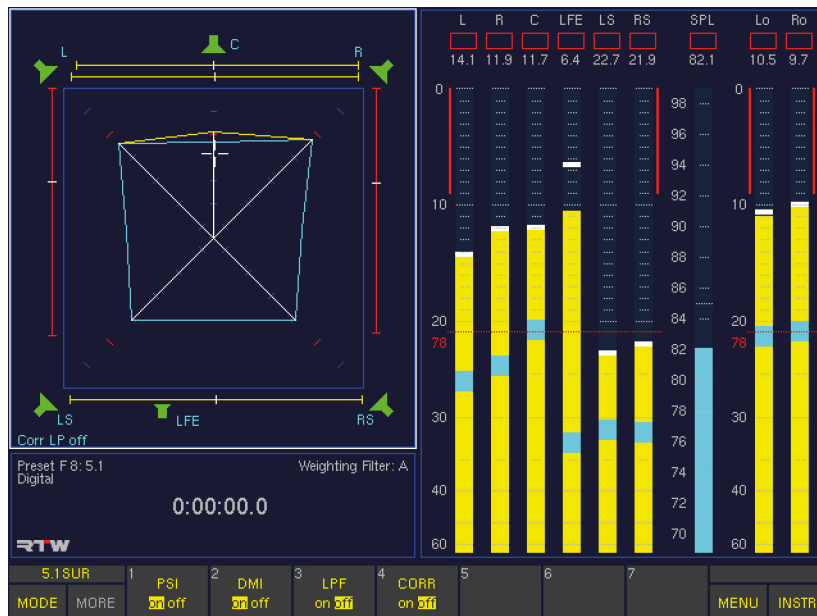 L R C LFE LS RS SPL Lo Ro
14.1 11.9 11.7 6.4 22.7 21.9 82.1 10.5 9.7
L C R
0 98 0
96
94
92
10 90 10
88
86
20 84 20
78 82 78
80
30 78 30
76
40 74 40
72
60 70 60
LS LFE RS
Corr LP off
Preset F 8: 5.1 Weighting Filter: A
Digital
0:00:00.0
RTW
5.1SUR 1 PSI 2 DMI 3 LPF 4 CORR 5 6 7
MODE MORE on off on off on off on off MENU INSTR